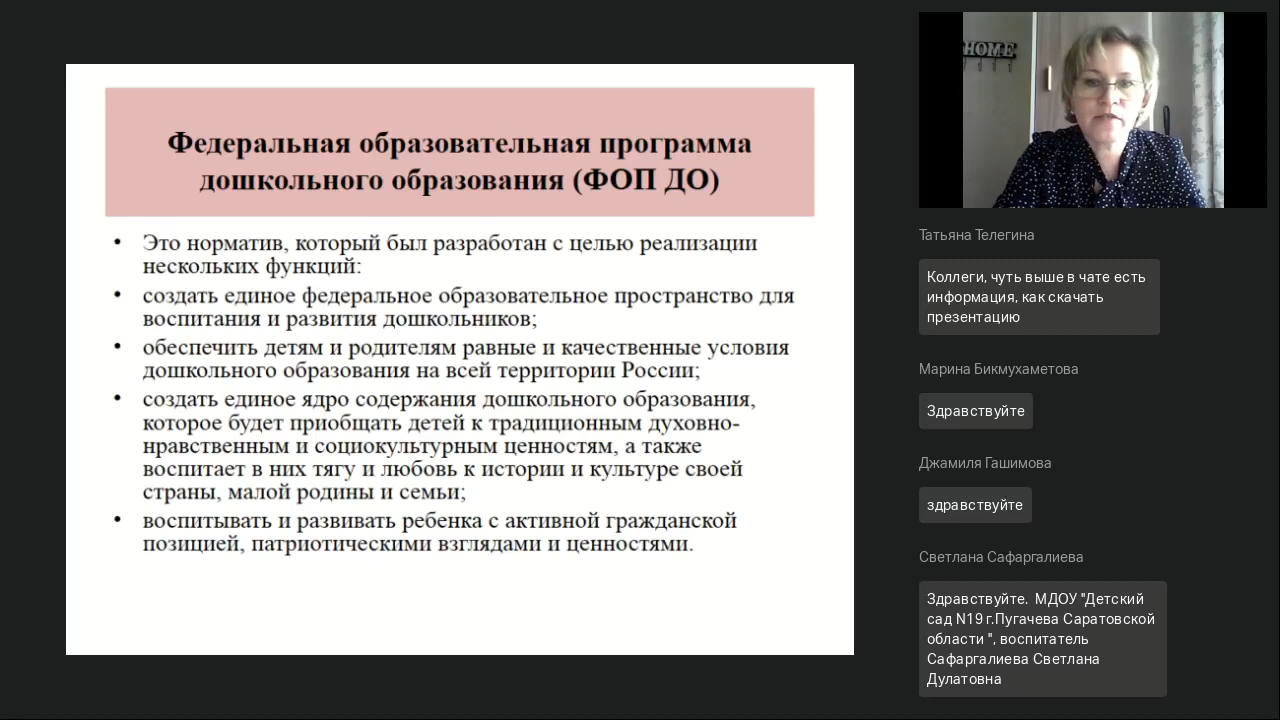 Федеральная образовательная программа
дошкольного образования (ФОП ДО)
• Это норматив, который был разработан с целью реализации
нескольких функций:
• создать единое федеральное образовательное пространство для
воспитания и развития дошкольников;
• обеспечить детям и родителям равные и качественные условия
дошкольного образования на всей территории России;
• создать единое ядро содержания дошкольного образования,
которое будет приобщать детей к традиционным духовно-
нравственным и социокультурным ценностям, а также
воспитает в них тягу и любовь к истории и культуре своей
страны, малой родины и семьи;
• воспитывать и развивать ребенка с активной гражданской
позицией, патриотическими взглядами и ценностями.
HOME
Татьяна Телегина
Коллеги, чуть выше в чате есть
информация, как скачать
презентацию
Марина Бикмухаметова
Здравствуйте
Джамиля Гашимова
здравствуйте
Светлана Сафаргалиева
Здравствуйте. МДОУ "Детский
сад N19 г.Пугачева Саратовской
области ", воспитатель
Сафаргалиева Светлана
Дулатовна